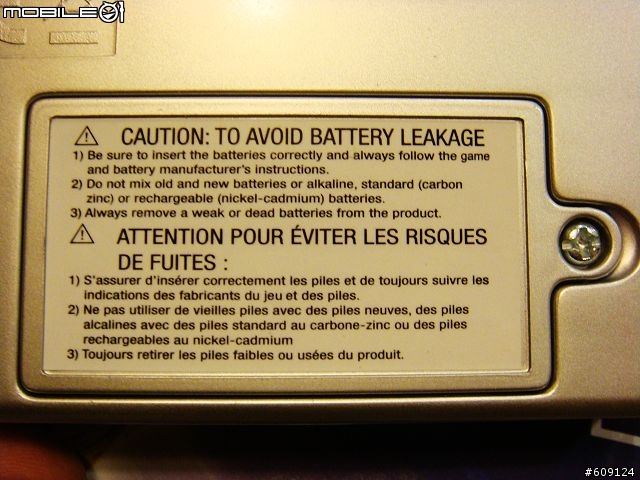 MOBILE01
CAUTION: TO AVOID BATTERY LEAKAGE
1) Be sure to insert the batteries correctly and always follow the game
and battery manufacturer's instructions.
2) Do not mix old and new batteries or alkaline, standard (carbon
zinc) or rechargeable (nickel-cadmium) batteries.
3) Always remove a weak or dead batteries from the product.
ATTENTION POUR ÉVITER LES RISQUES
DE FUITES :
1) S'assurer d'insérer correctement les piles et de toujours suivre les
indications des fabricants du jeu et des piles.
2) Ne pas utiliser de vieilles piles avec des piles neuves, des piles
alcalines avec des piles standard au carbone-zinc ou des piles
rechargeables au nickel-cadmium
3) Toujours retirer les piles faibles ou usées du produit.
#609124